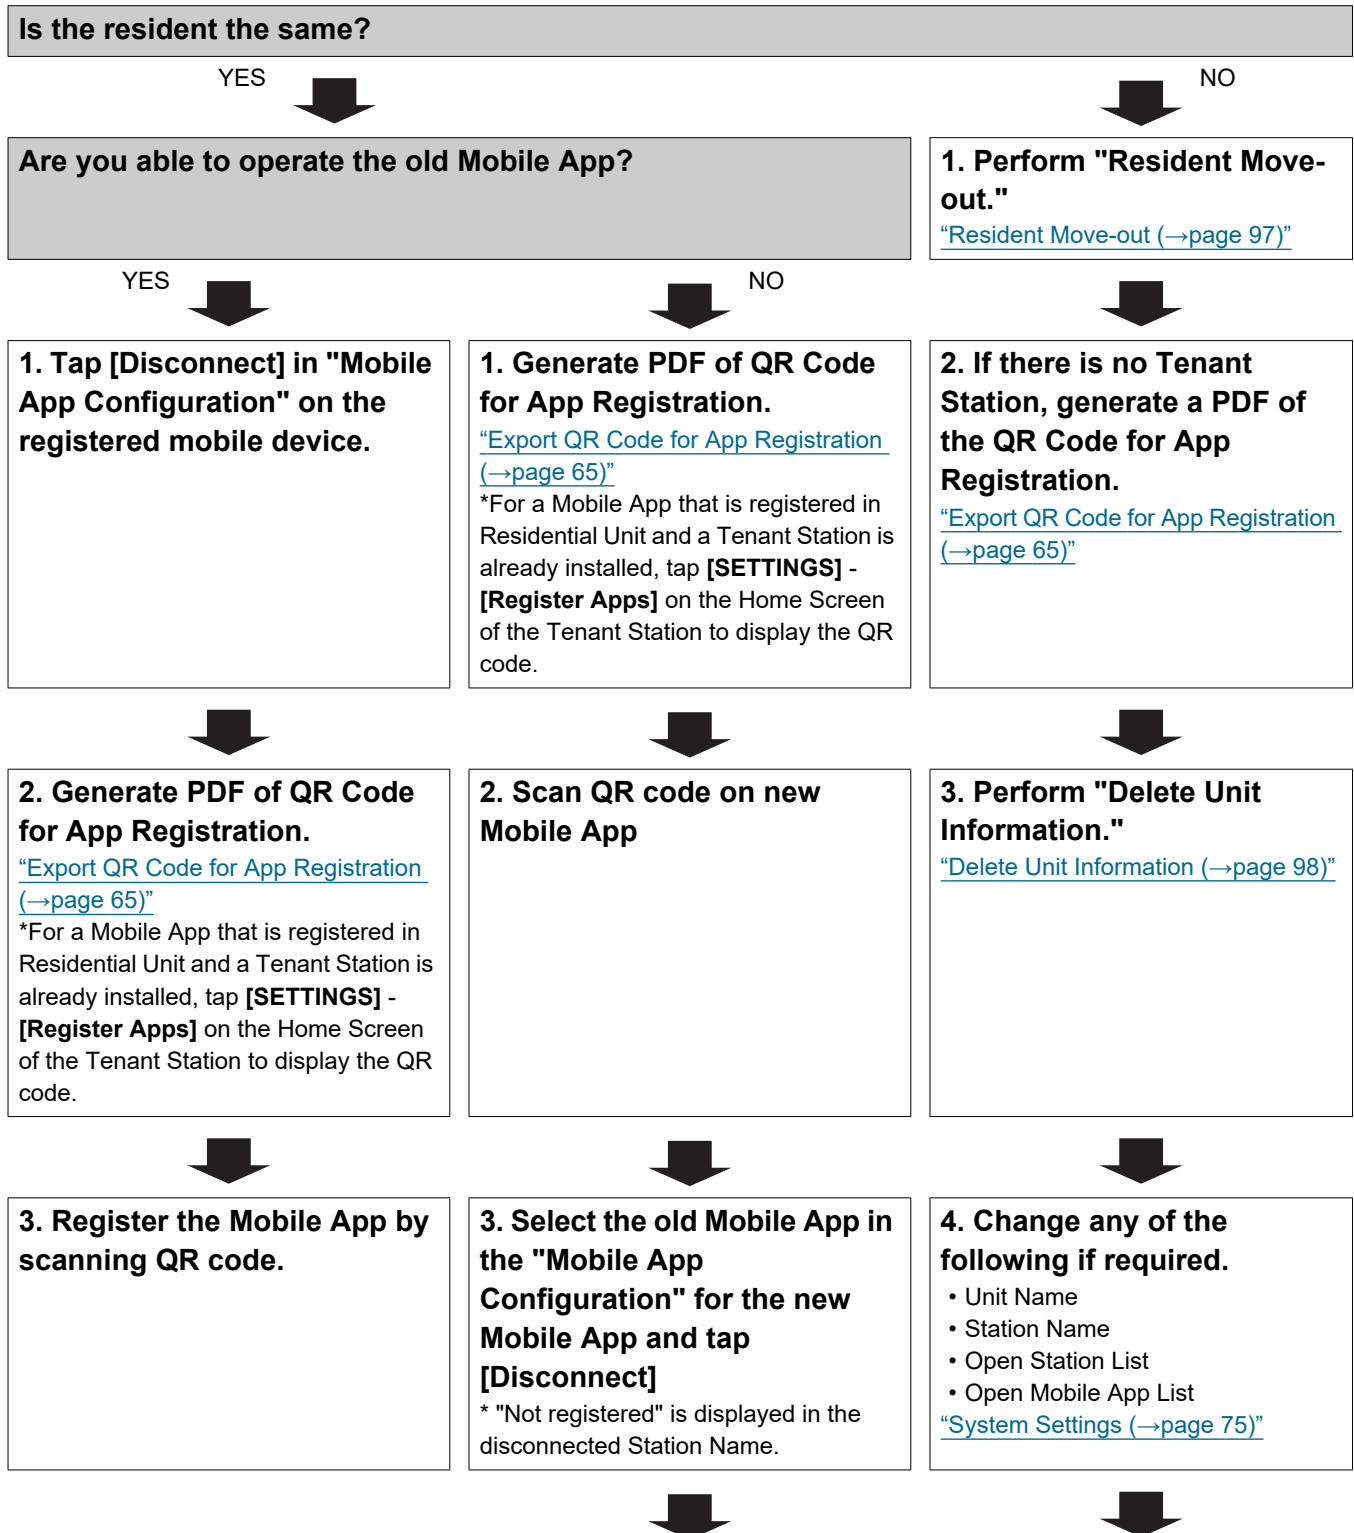 Is the resident the same?
YES
NO
Are you able to operate the old Mobile App?
1. Perform "Resident Move-
out."
“Resident Move-out (→page 97)”
YES
NO
1. Tap [Disconnect] in "Mobile
App Configuration" on the
registered mobile device.
1. Generate PDF of QR Code
for App Registration.
“Export QR Code for App Registration
(→page 65)”
*For a Mobile App that is registered in
Residential Unit and a Tenant Station is
already installed, tap [SETTINGS] -
[Register Apps] on the Home Screen
of the Tenant Station to display the QR
code.
2. If there is no Tenant
Station, generate a PDF of
the QR Code for App
Registration.
“Export QR Code for App Registration
(→page 65)”
2. Generate PDF of QR Code
for App Registration.
“Export QR Code for App Registration
(→page 65)”
*For a Mobile App that is registered in
Residential Unit and a Tenant Station is
already installed, tap [SETTINGS] -
[Register Apps] on the Home Screen
of the Tenant Station to display the QR
code.
2. Scan QR code on new
Mobile App
3. Perform "Delete Unit
Information."
“Delete Unit Information (→page 98)”
3. Register the Mobile App by
scanning QR code.
3. Select the old Mobile App in
the "Mobile App
Configuration" for the new
Mobile App and tap
[Disconnect]
* "Not registered" is displayed in the
disconnected Station Name.
4. Change any of the
following if required.
• Unit Name
• Station Name
• Open Station List
• Open Mobile App List
“System Settings (→page 75)”